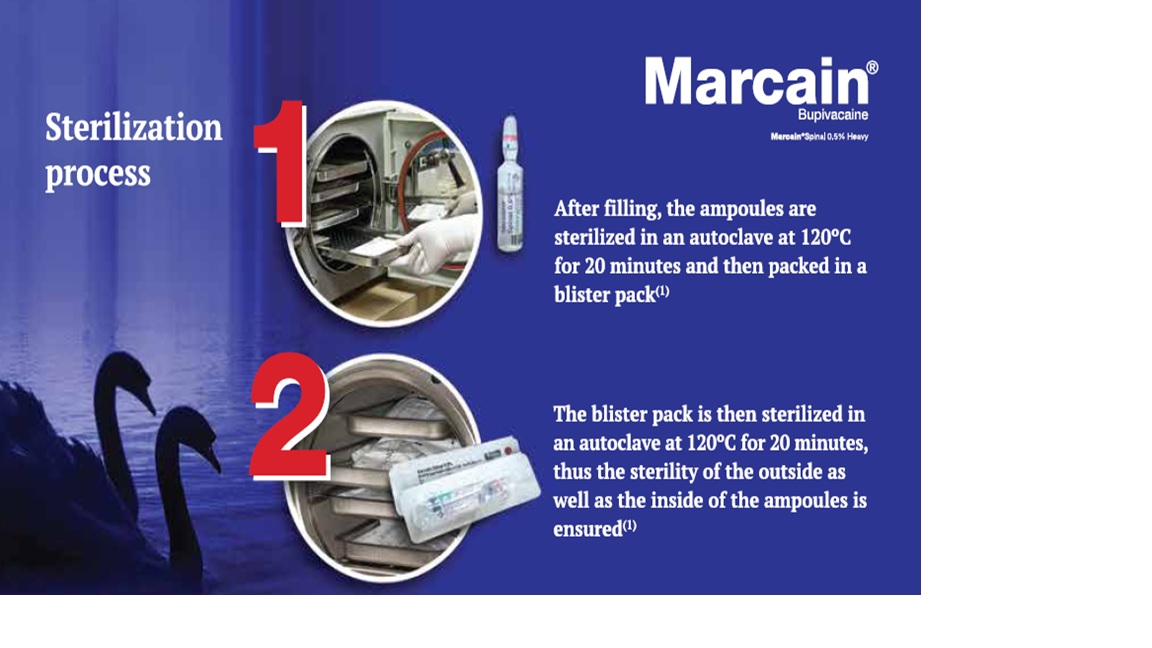 Marcain®
Bupivacaine
Marcain® Spinal 0.5% Heavy
Sterilization
process
1
After filling, the ampoules are
sterilized in an autoclave at 120ºC
for 20 minutes and then packed in a
blister pack(1)
2
The blister pack is then sterilized in
an autoclave at 120ºC for 20 minutes,
thus the sterility of the outside as
well as the inside of the ampoules is
ensured(1)